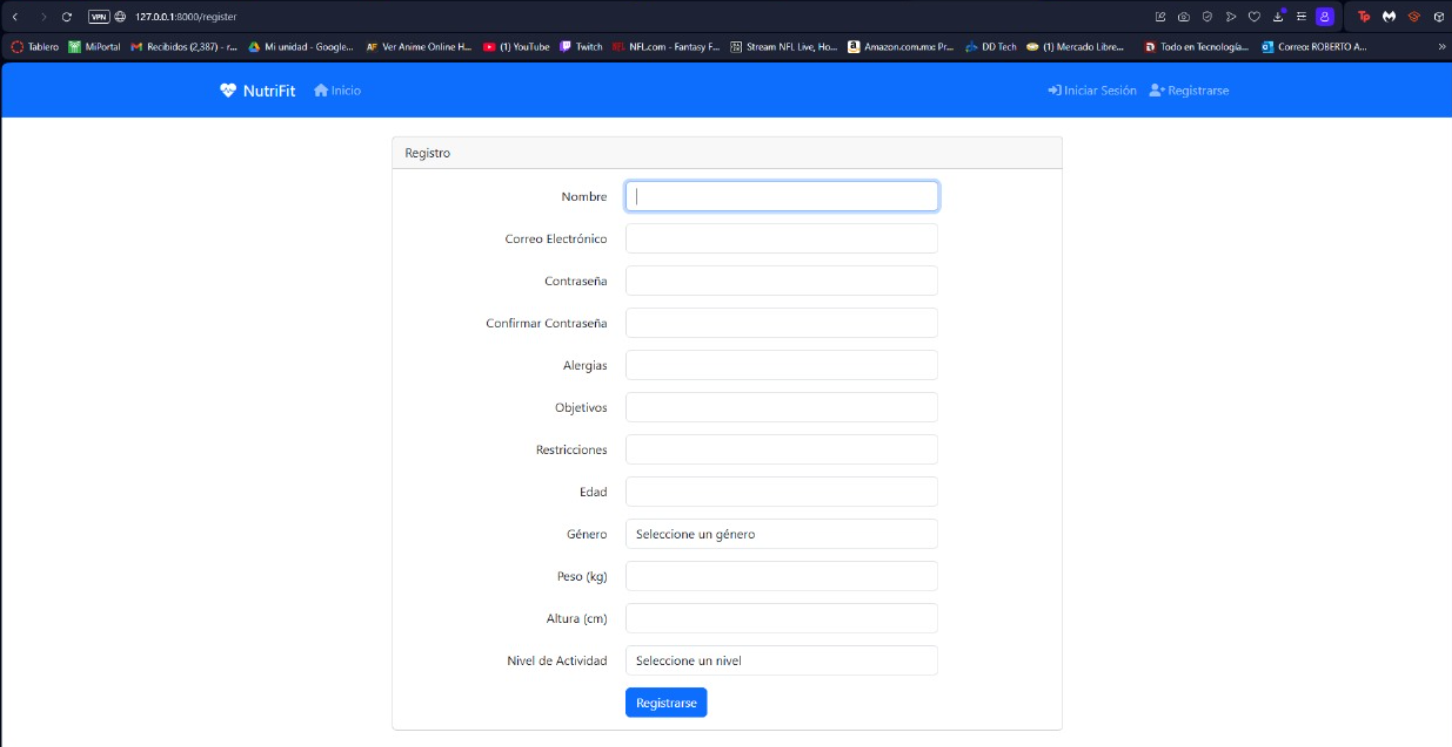 VPN 127.0.0.1:8000/register
Tablero MiPortal Recibidos (2,387) - r... Mi unidad - Google... AF Ver Anime Online H... (1) YouTube Twitch NFL.com - Fantasy F... Stream NFL Live, Ho... Amazon.com.mx: Pr... DD Tech (1) Mercado Libre... Todo en Tecnología... Correo: ROBERTO A... »
NutriFit Inicio Iniciar Sesión Registrarse
Registro
Nombre
Correo Electrónico
Contraseña
Confirmar Contraseña
Alergias
Objetivos
Restricciones
Edad
Género Seleccione un género
Peso (kg)
Altura (cm)
Nivel de Actividad Seleccione un nivel
Registrarse